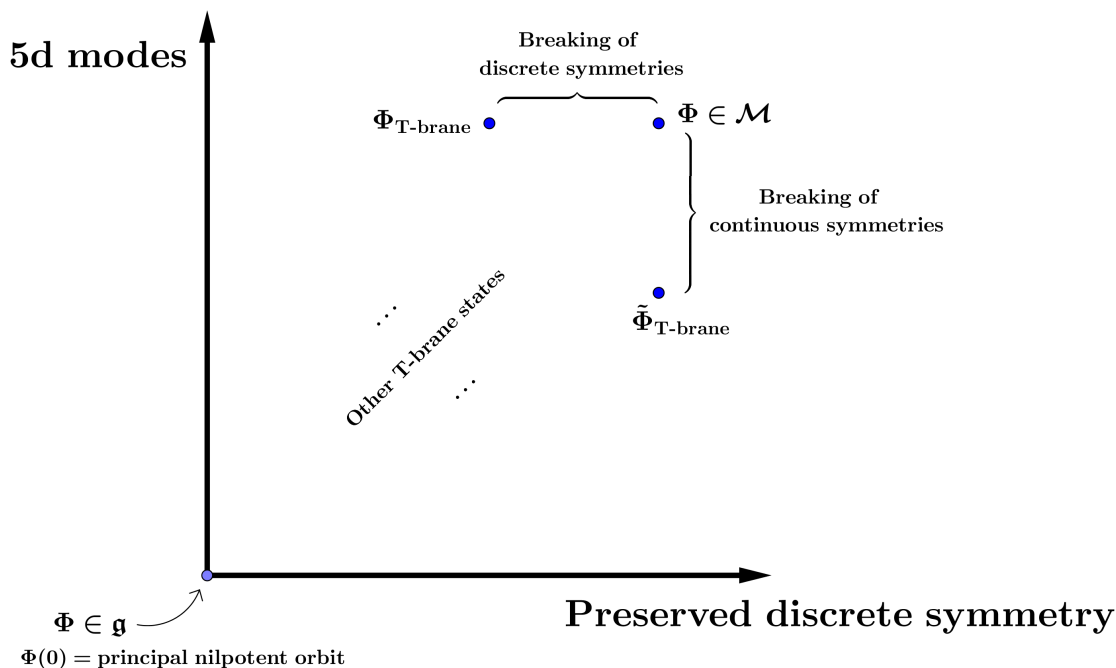 5d modes
Breaking of
discrete symmetries
Φ_T-brane
Φ ∈ ℳ
Breaking of
continuous symmetries
Φ̃_T-brane
...
Other T-brane states
...
Preserved discrete symmetry
Φ ∈ 𝔤
Φ(0) = principal nilpotent orbit